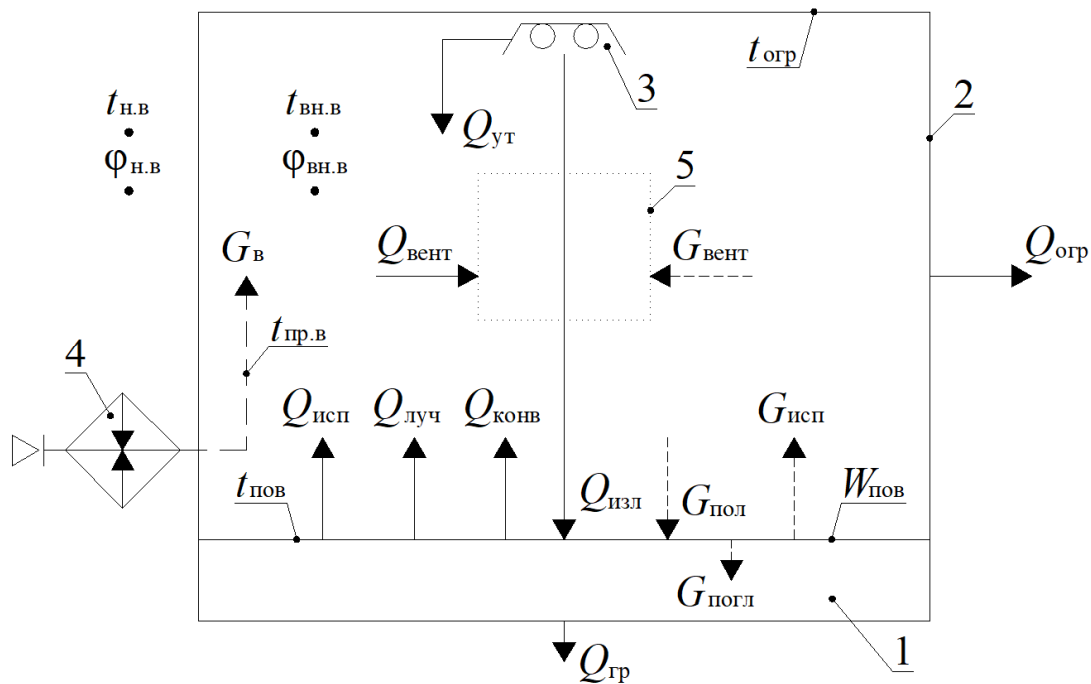 t огр
3
2
t н.в
t вн.в
Q ут
φ н.в
φ вн.в
5
G в
Q вент
G вент
Q огр
t пр.в
4
Q исп
Q луч
Q конв
G исп
t пов
Q изл
G пол
W пов
G погл
1
Q гр